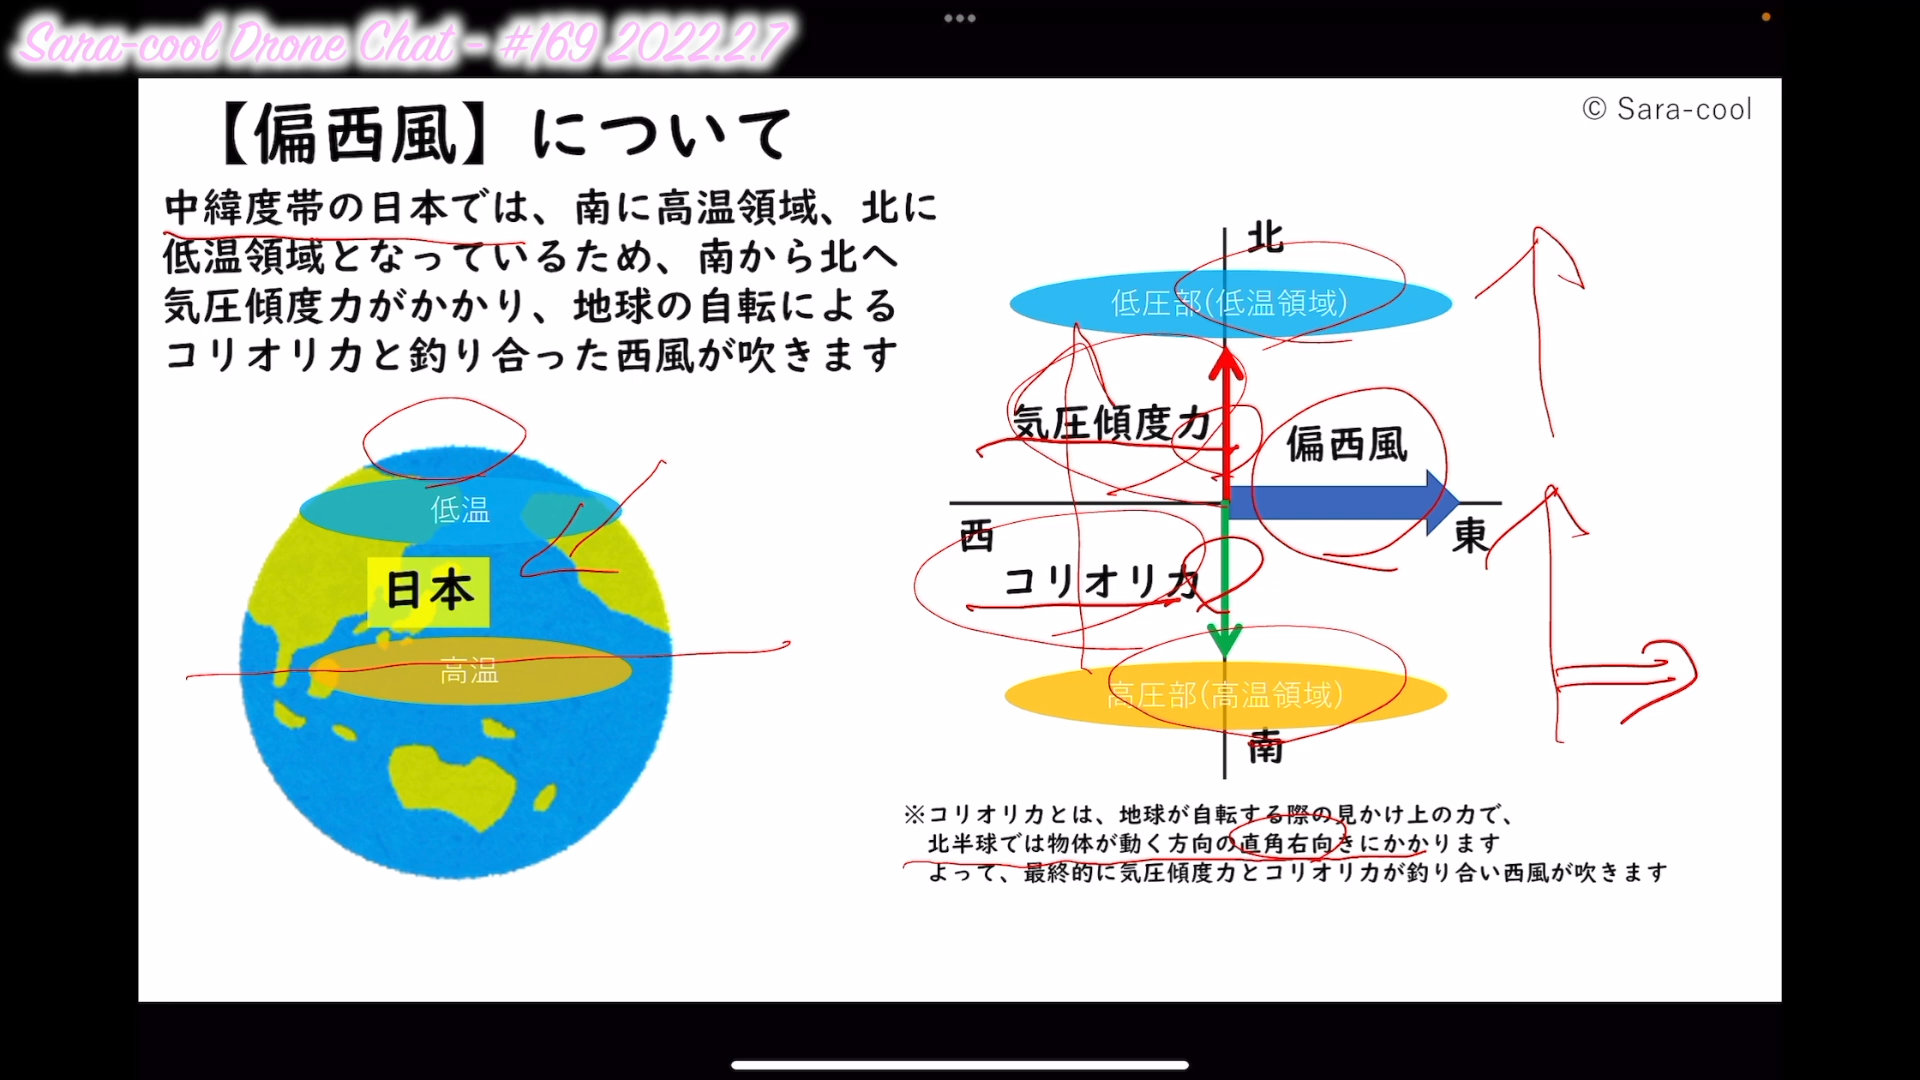 Sara-cool Drone Chat - #169 2022.2.7
© Sara-cool
【偏西風】について
中緯度帯の日本では、南に高温領域、北に
低温領域となっているため、南から北へ
気圧傾度力がかかり、地球の自転による
コリオリ力と釣り合った西風が吹きます
低温
日本
高温
北
低圧部(低温領域)
気圧傾度力
偏西風
西
東
コリオリ力
高圧部(高温領域)
南
※コリオリ力とは、地球が自転する際の見かけ上の力で、
北半球では物体が動く方向の直角右向きにかかります
よって、最終的に気圧傾度力とコリオリ力が釣り合い西風が吹きます